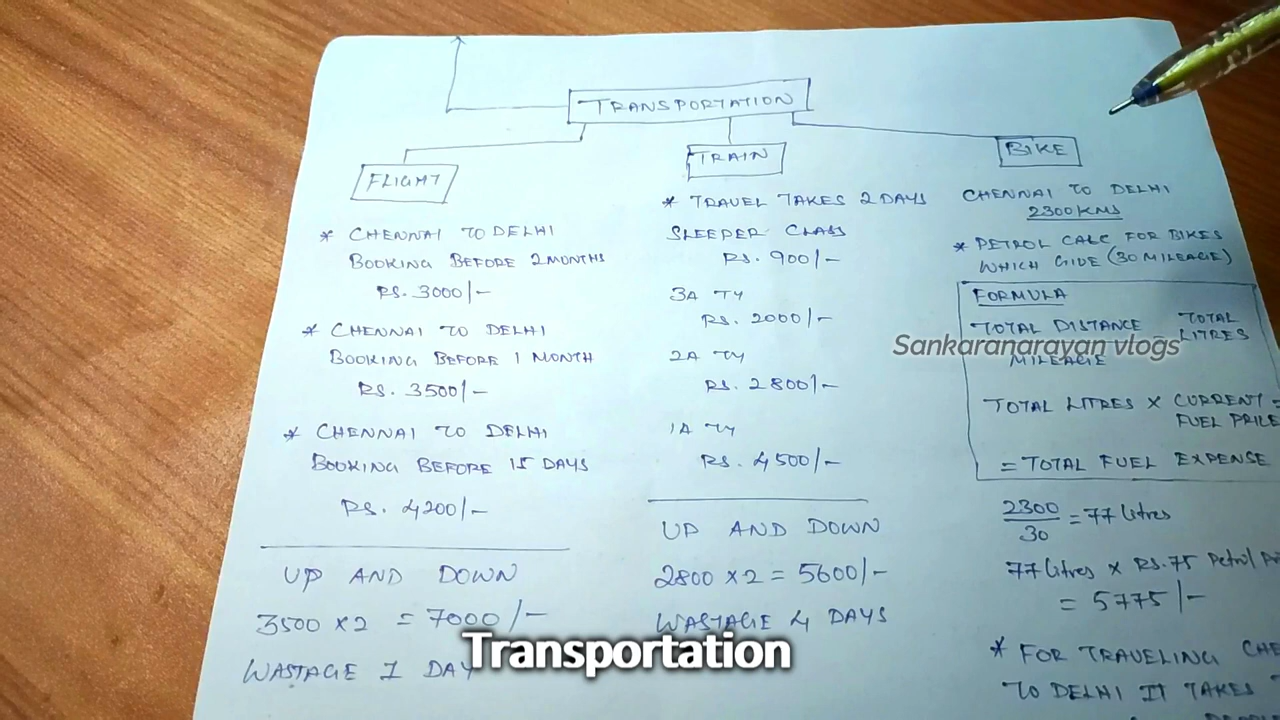 TRANSPORTATION
FLIGHT
* CHENNAI TO DELHI
BOOKING BEFORE 2 MONTHS
RS. 3000/-
* CHENNAI TO DELHI
BOOKING BEFORE 1 MONTH
RS. 3500/-
* CHENNAI TO DELHI
BOOKING BEFORE 15 DAYS
RS. 4200/-
UP AND DOWN
3500 x 2 = 7000/-
WASTAGE 1 DAY
TRAIN
* TRAVEL TAKES 2 DAYS
SLEEPER CLASS
RS. 900/-
3A TY
RS. 2000/-
2A TY
RS. 2800/-
1A TY
RS. 4500/-
UP AND DOWN
2800 x 2 = 5600/-
WASTAGE 4 DAYS
BIKE
CHENNAI TO DELHI
2300 KMS
* PETROL CALC FOR BIKES
WHICH GIVE (30 MILEAGE)
FORMULA
TOTAL DISTANCE TOTAL
LITRES
MILEAGE
TOTAL LITRES x CURRENT =
FUEL PRICE
= TOTAL FUEL EXPENSE
2300
30
= 77 Litres
77 litres x Rs. 75 Petrol
= 5775/-
* FOR TRAVELING
TO DELHI IT TAKES
Sankaranarayan vlogs
Transportation